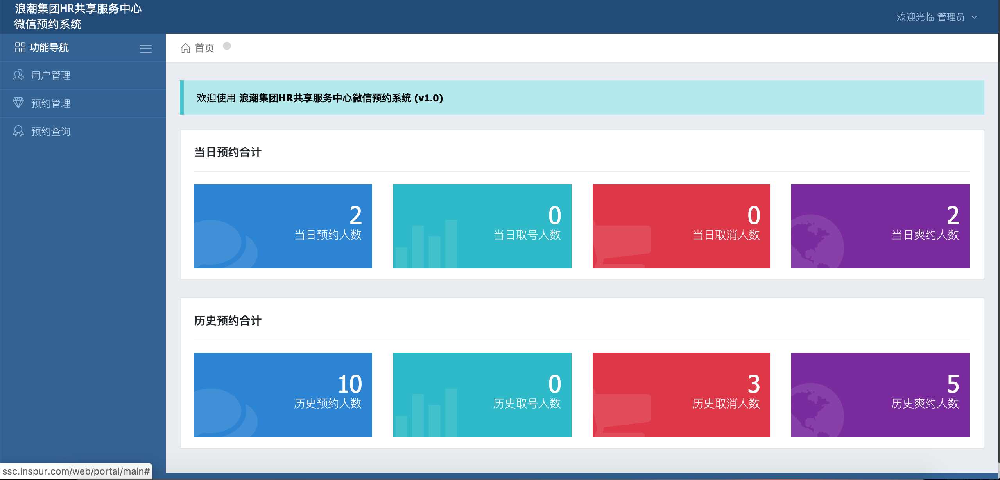 浪潮集团HR共享服务中心
微信预约系统
欢迎光临 管理员
功能导航
用户管理
预约管理
预约查询
首页
欢迎使用 浪潮集团HR共享服务中心微信预约系统 (v1.0)
当日预约合计
2
当日预约人数
0
当日取号人数
0
当日取消人数
2
当日爽约人数
历史预约合计
10
历史预约人数
0
历史取号人数
3
历史取消人数
5
历史爽约人数
ssc.inspur.com/web/portal/main#